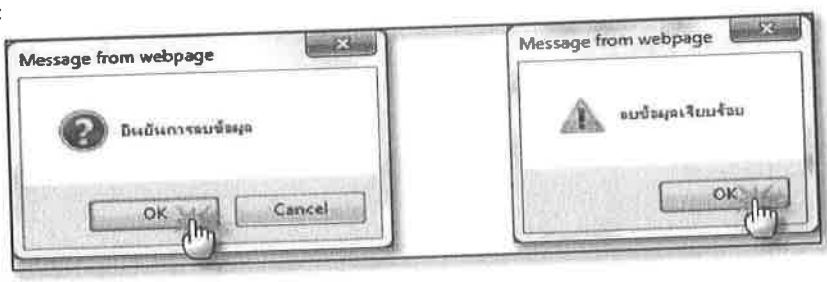 :
Message from webpage
ยืนยันการลบข้อมูล
OK
Cancel
Message from webpage
ลบข้อมูลเรียบร้อย
OK